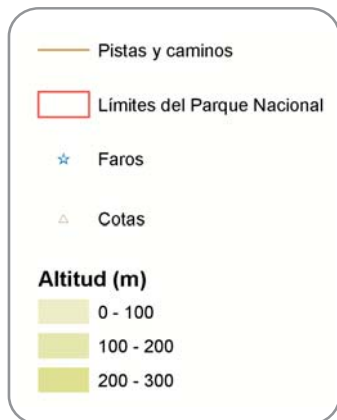 Pistas y caminos
Límites del Parque Nacional
Faros
Cotas
Altitud (m)
0 - 100
100 - 200
200 - 300